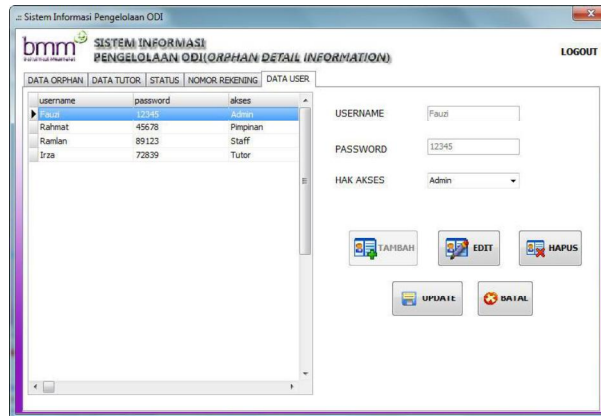 .:: Sistem Informasi Pengelolaan ODI
bmm
SISTEM INFORMASI
PENGELOLAAN ODI(ORPHAN DETAIL INFORMATION)
LOGOUT
DATA ORPHAN DATA TUTOR STATUS NOMOR REKENING DATA USER
username password akses
Fauzi 12345 Admin
Rahmat 45678 Pimpinan
Ramlan 89123 Staff
Irza 72839 Tutor
USERNAME Fauzi
PASSWORD 12345
HAK AKSES Admin
TAMBAH EDIT HAPUS
UPDATE BATAL